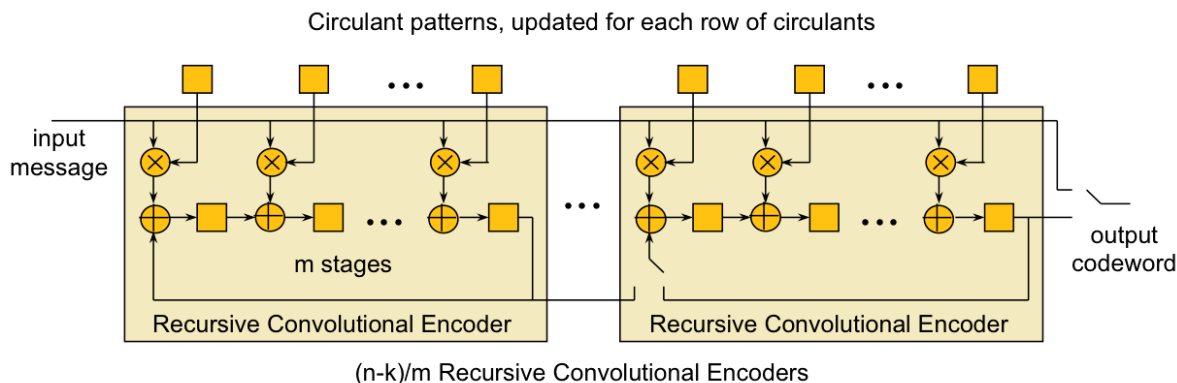 Circulant patterns, updated for each row of circulants
input
message
m stages
output
codeword
Recursive Convolutional Encoder
Recursive Convolutional Encoder
(n-k)/m Recursive Convolutional Encoders